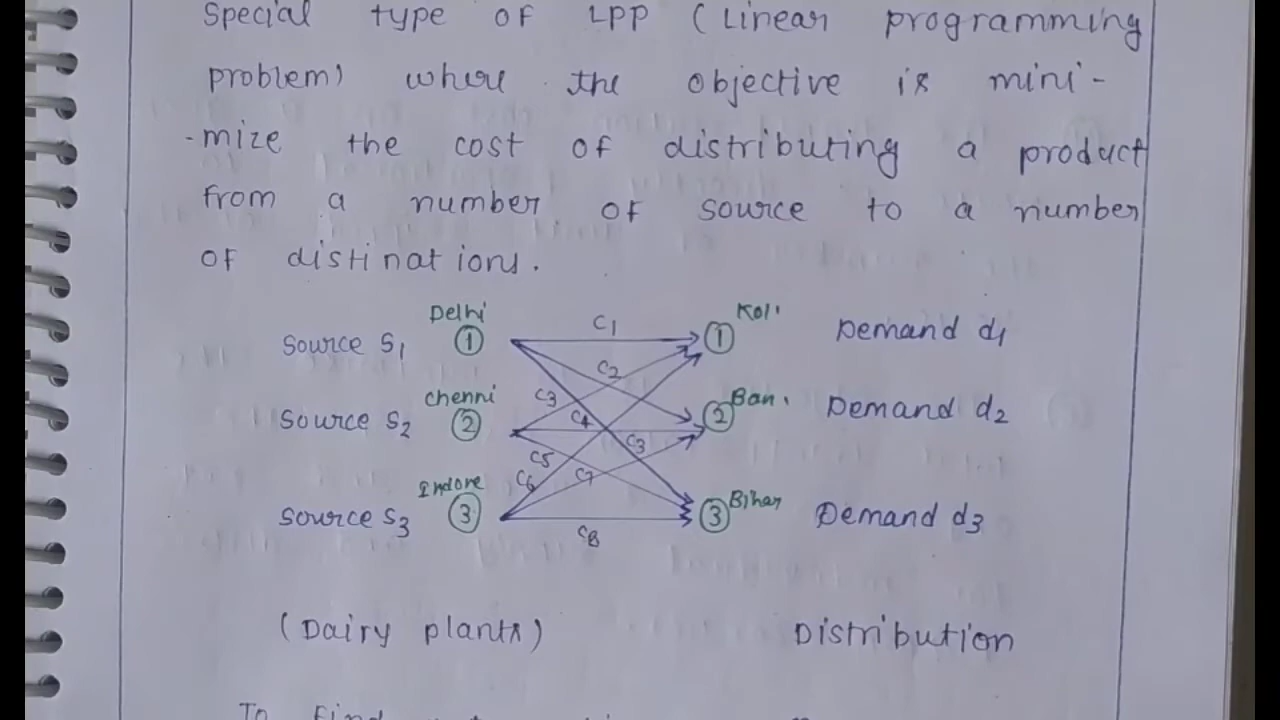 Special type of LPP (Linear programming
problem) where the objective is mini-
-mize the cost of distributing a product
from a number of source to a number
of distinations.
Source S1 Delhi 1 C1 1 Kol. Demand d1
C2
C3
Source S2 Chenni 2 C4 2 Ban. Demand d2
C3
C5
C6 C7
Source S3 Indore 3 3 Bihar Demand d3
C8
(Dairy plants) Distribution
To Find